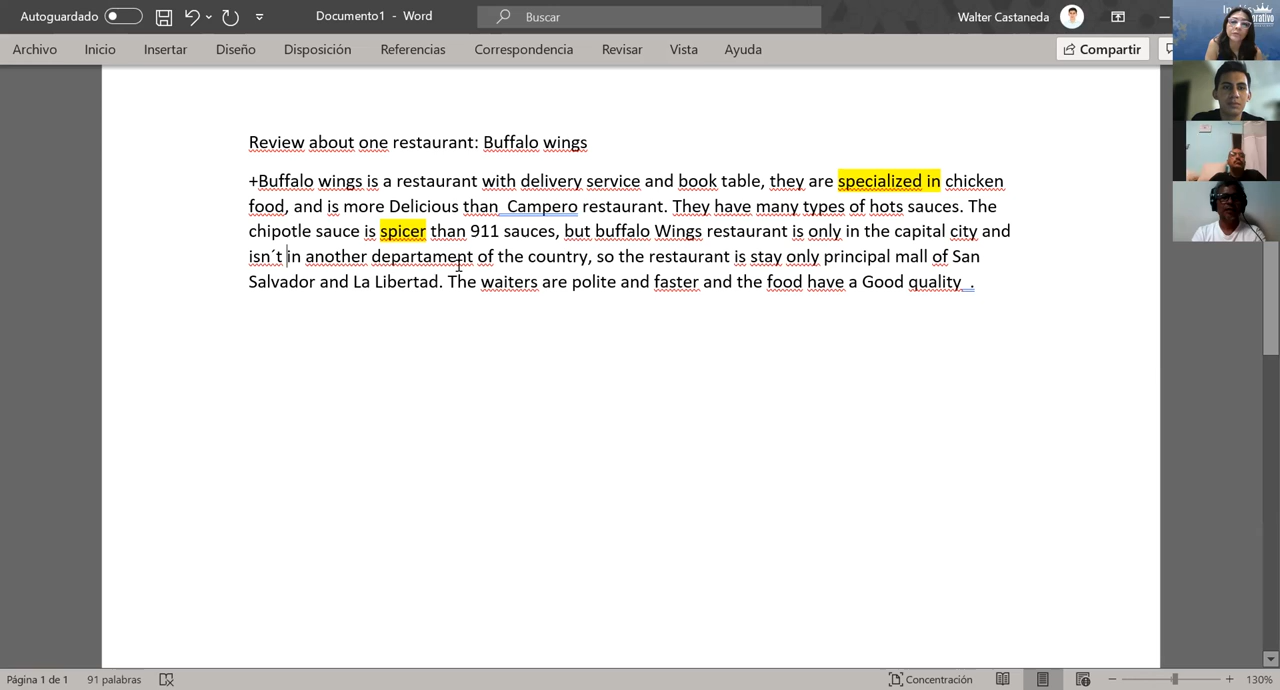 Autoguardado
Documento1 - Word
Buscar
Walter Castaneda
Archivo Inicio Insertar Diseño Disposición Referencias Correspondencia Revisar Vista Ayuda Compartir
Review about one restaurant: Buffalo wings
+Buffalo wings is a restaurant with delivery service and book table, they are specialized in chicken
food, and is more Delicious than Campero restaurant. They have many types of hots sauces. The
chipotle sauce is spicer than 911 sauces, but buffalo Wings restaurant is only in the capital city and
isn´t in another departament of the country, so the restaurant is stay only principal mall of San
Salvador and La Libertad. The waiters are polite and faster and the food have a Good quality .
Página 1 de 1 91 palabras Concentración 130%